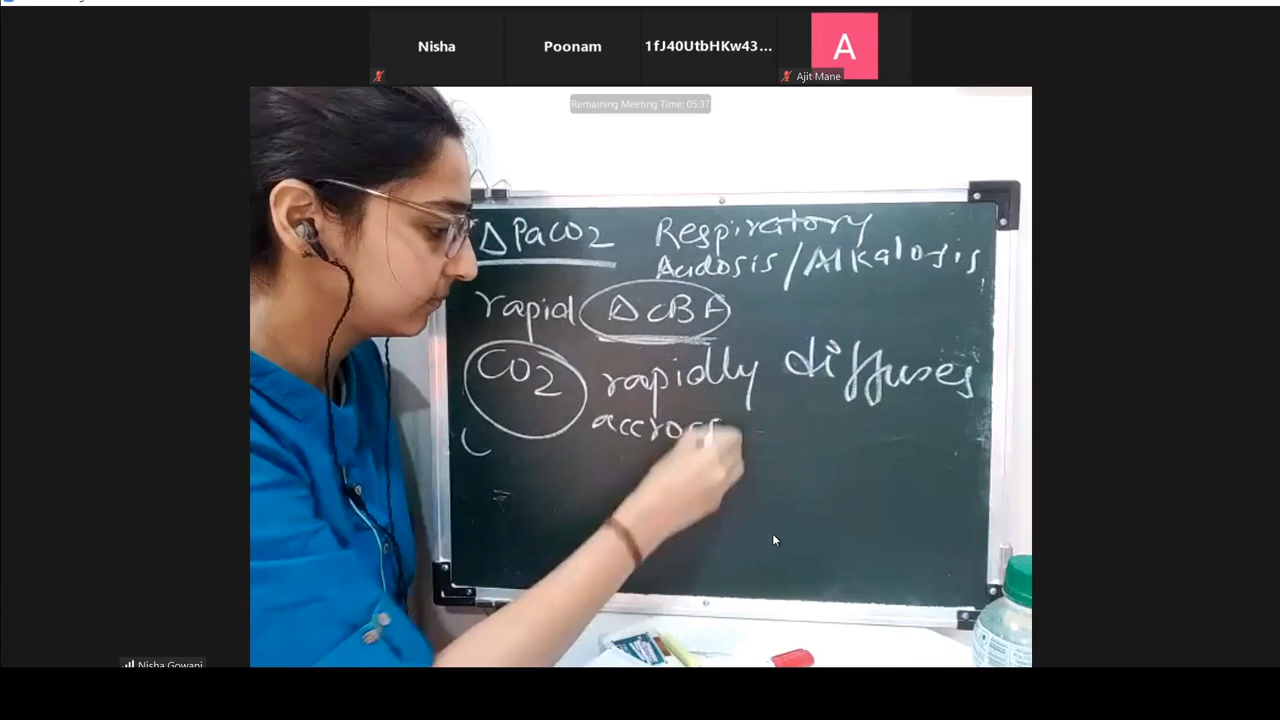 Nisha
Poonam
1fJ40UtbHKw43...
A
Ajit Mane
Remaining Meeting Time: 05:37
ΔPaCO2 Respiratory
Acidosis/Alkalosis
rapid ΔCBF
CO2 rapidly diffuses
accross
Nisha Gowani